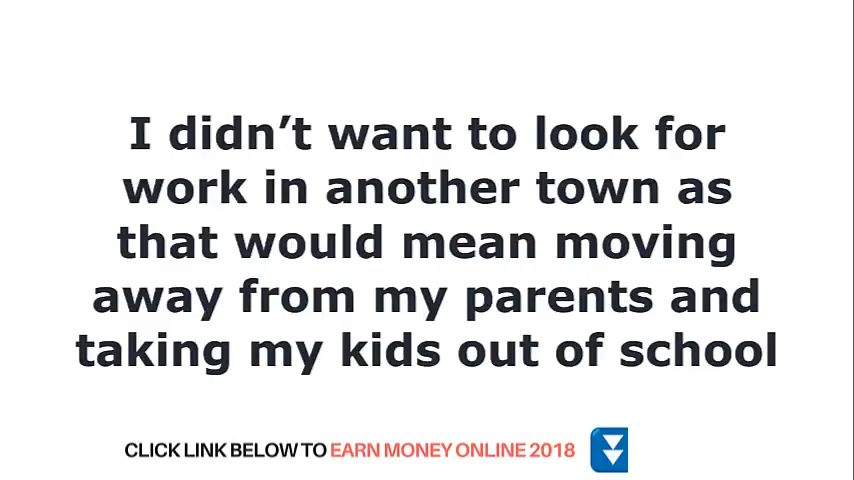 I didn’t want to look for
work in another town as
that would mean moving
away from my parents and
taking my kids out of school
CLICK LINK BELOW TO EARN MONEY ONLINE 2018